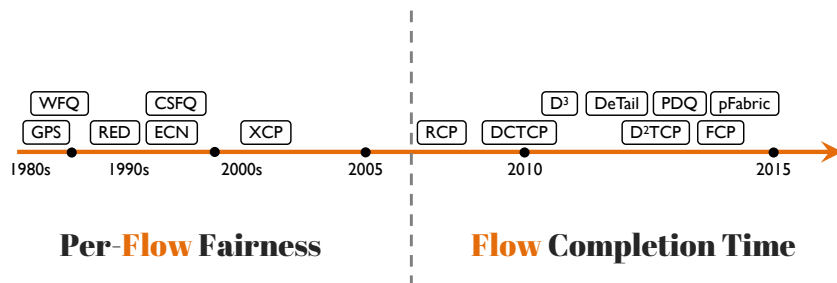 WFQ CSFQ D³ DeTail PDQ pFabric
GPS RED ECN XCP RCP DCTCP D²TCP FCP
1980s 1990s 2000s 2005 2010 2015
Per-Flow Fairness Flow Completion Time